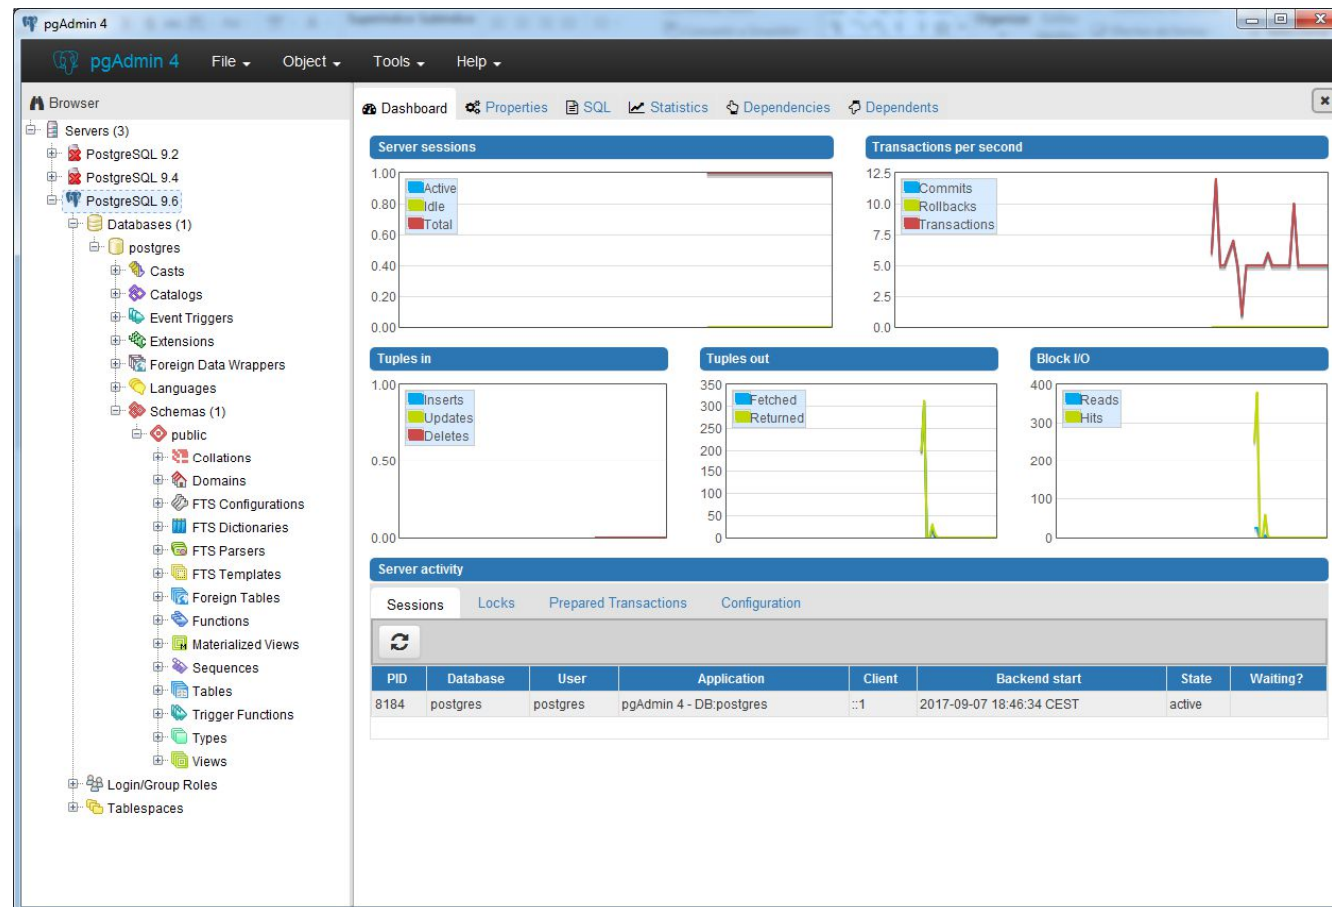 pgAdmin 4
pgAdmin 4 File Object Tools Help
Browser
Servers (3)
PostgreSQL 9.2
PostgreSQL 9.4
PostgreSQL 9.6
Databases (1)
postgres
Casts
Catalogs
Event Triggers
Extensions
Foreign Data Wrappers
Languages
Schemas (1)
public
Collations
Domains
FTS Configurations
FTS Dictionaries
FTS Parsers
FTS Templates
Foreign Tables
Functions
Materialized Views
Sequences
Tables
Trigger Functions
Types
Views
Login/Group Roles
Tablespaces
Dashboard Properties SQL Statistics Dependencies Dependents
Server sessions
1.00
0.80
0.60
0.40
0.20
0.00
Active
Idle
Total
Transactions per second
12.5
10.0
7.5
5.0
2.5
0.0
Commits
Rollbacks
Transactions
Tuples in
1.00
0.50
0.00
Inserts
Updates
Deletes
Tuples out
350
300
250
200
150
100
50
0
Fetched
Returned
Block I/O
400
300
200
100
0
Reads
Hits
Server activity
Sessions Locks Prepared Transactions Configuration
PID Database User Application Client Backend start State Waiting?
8184 postgres postgres pgAdmin 4 - DB:postgres ::1 2017-09-07 18:46:34 CEST active